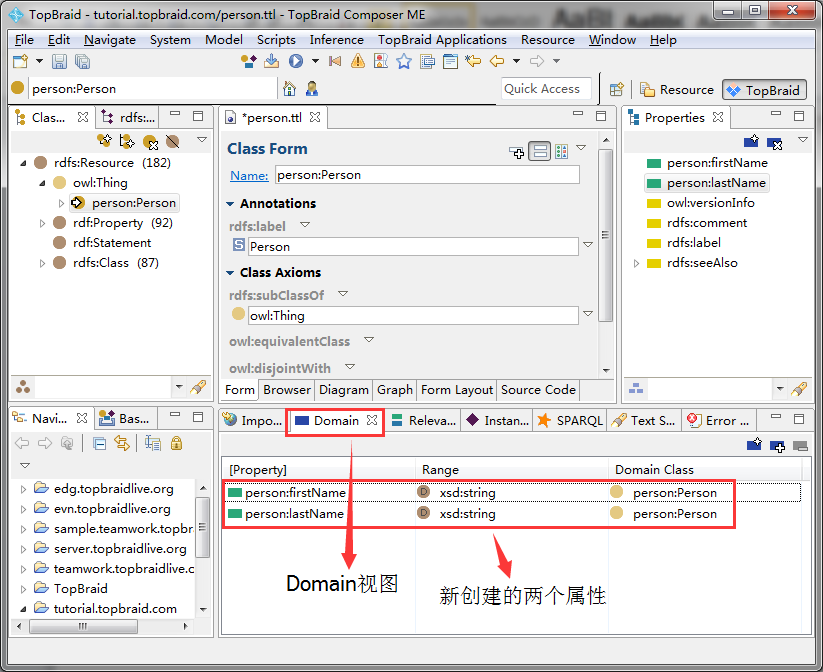 TopBraid - tutorial.topbraid.com/person.ttl - TopBraid Composer ME
File Edit Navigate System Model Scripts Inference TopBraid Applications Resource Window Help
person:Person
Quick Access
Resource
TopBraid
Clas...
rdfs:...
rdfs:Resource (182)
owl:Thing
person:Person
rdf:Property (92)
rdf:Statement
rdfs:Class (87)
*person.ttl
Class Form
Name: person:Person
Annotations
rdfs:label
S Person
Class Axioms
rdfs:subClassOf
owl:Thing
owl:equivalentClass
owl:disjointWith
Form Browser Diagram Graph Form Layout Source Code
Properties
person:firstName
person:lastName
owl:versionInfo
rdfs:comment
rdfs:label
rdfs:seeAlso
Navi...
Bas...
edg.topbraidlive.org
evn.topbraidlive.org
sample.teamwork.topbr
server.topbraidlive.org
teamwork.topbraidlive.c
TopBraid
tutorial.topbraid.com
Impo... Domain Releva... Instan... SPARQL Text S... Error ...
[Property] Range Domain Class
person:firstName D xsd:string person:Person
person:lastName D xsd:string person:Person
Domain视图
新创建的两个属性